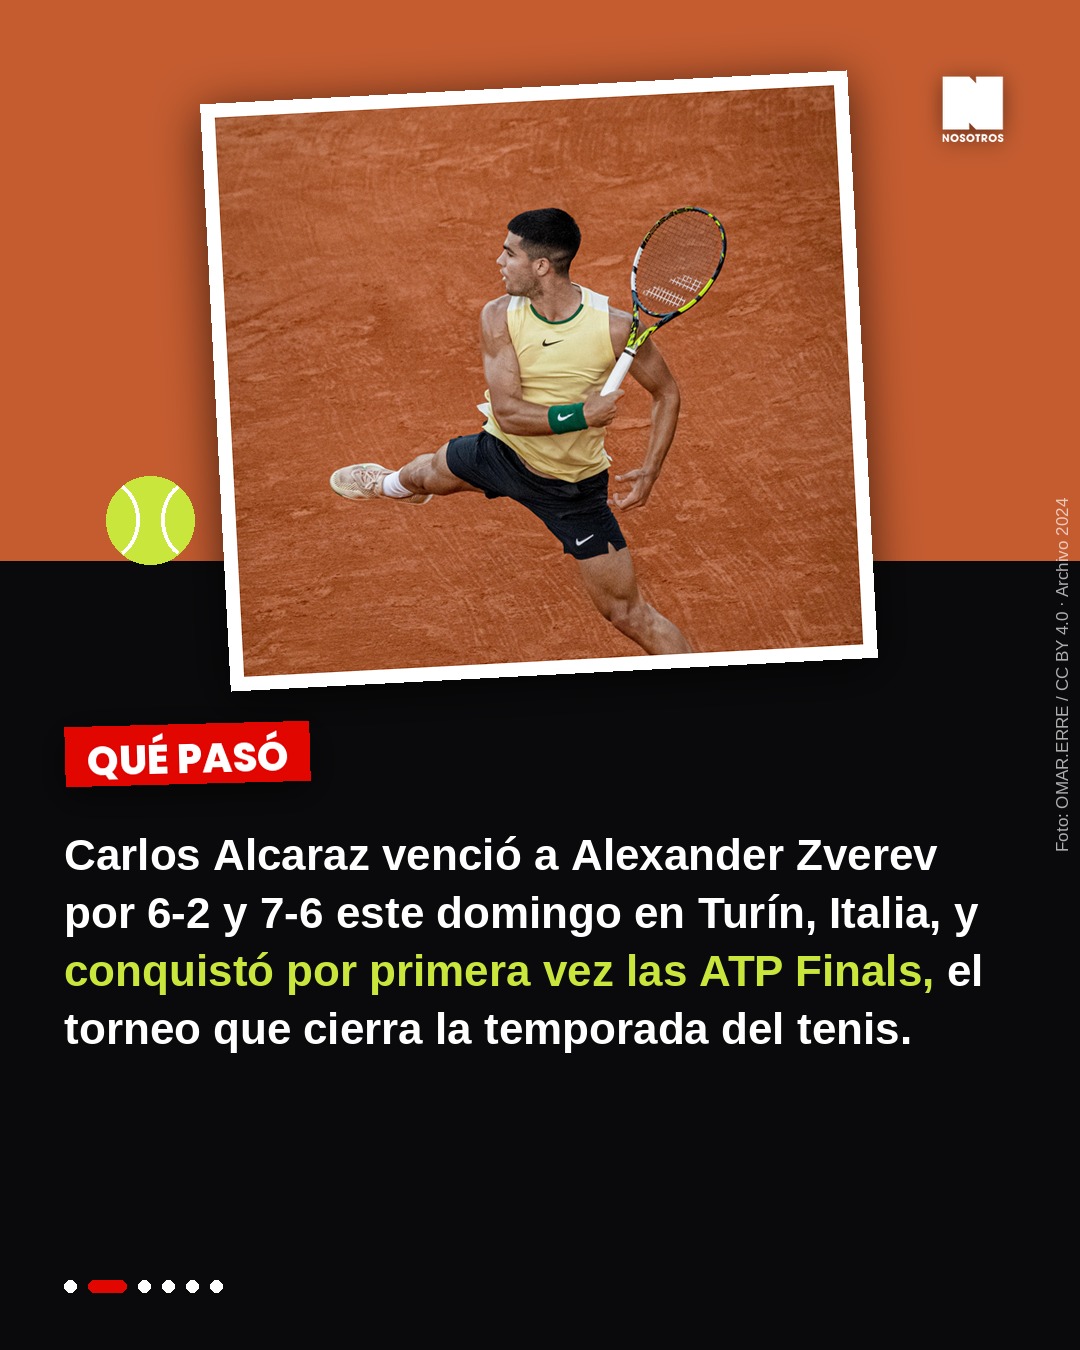 NOSOTROS
QUÉ PASÓ
Carlos Alcaraz venció a Alexander Zverev
por 6-2 y 7-6 este domingo en Turín, Italia, y
conquistó por primera vez las ATP Finals, el
torneo que cierra la temporada del tenis.
Foto: OMAR.ERRE / CC BY 4.0 · Archivo 2024